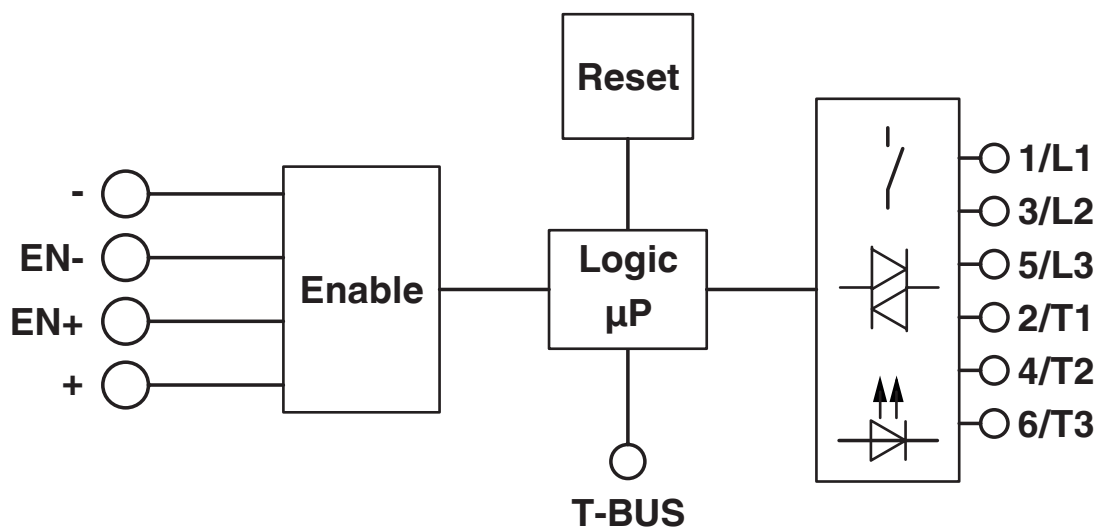 Reset
-
EN-
EN+
+
Enable
Logic
µP
T-BUS
1/L1
3/L2
5/L3
2/T1
4/T2
6/T3